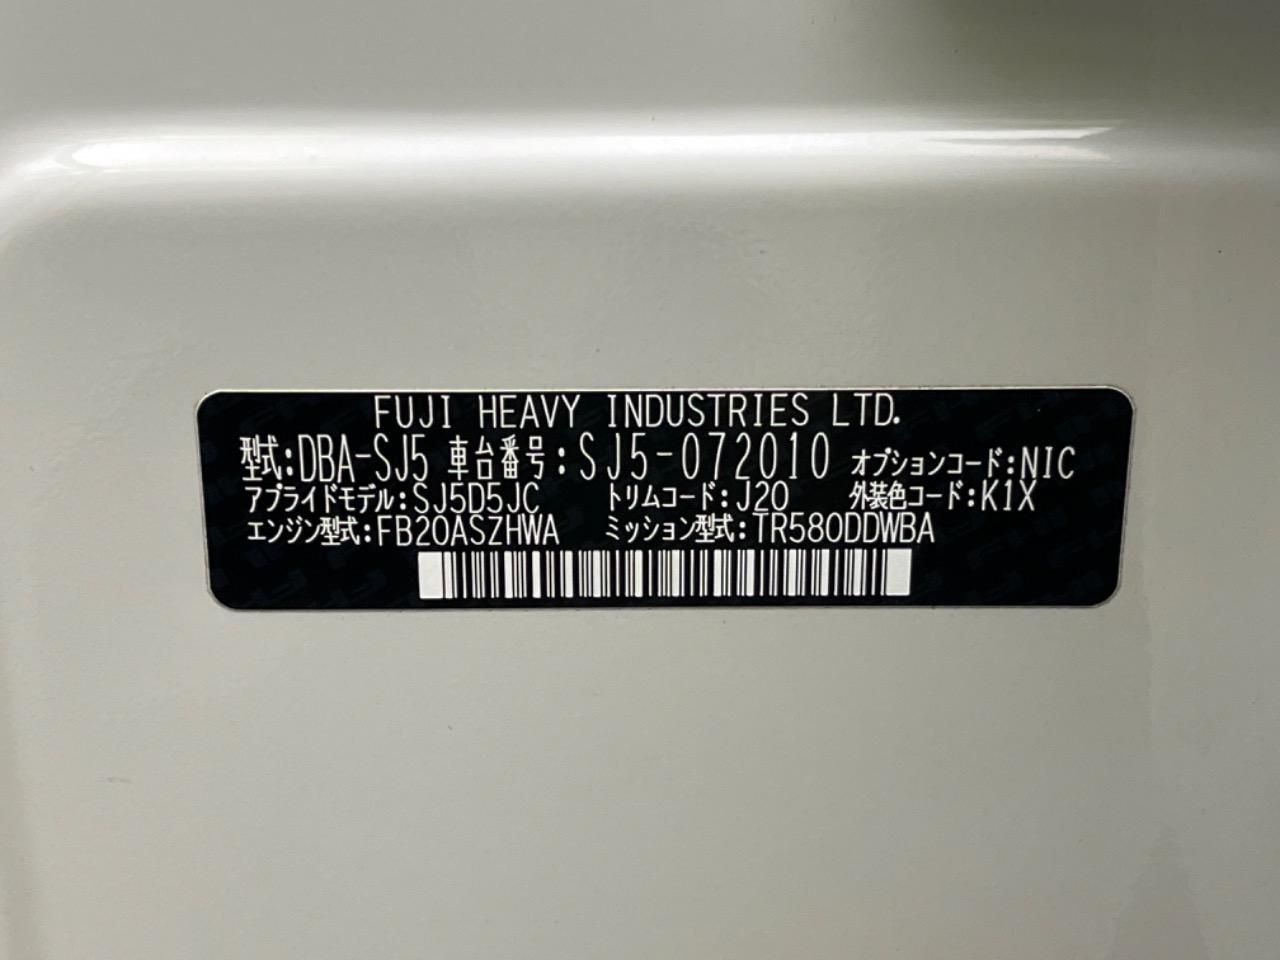 FUJI HEAVY INDUSTRIES LTD.
型式:DBA-SJ5 車台番号:SJ5-072010 オプションコード:NIC
アプライドモデル:SJ5D5JC トリムコード:J20 外装色コード:K1X
エンジン型式:FB20ASZHWA ミッション型式:TR580DDWBA